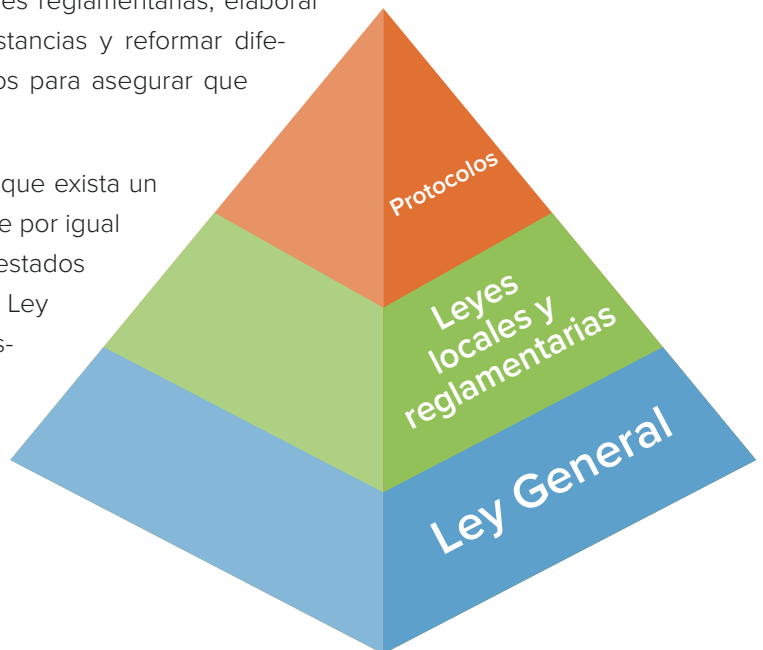 es reglamentarias, elaborar
stancias y reformar dife-
os para asegurar que
que exista un
e por igual
estados
Ley
s-
Protocolos
Leyes
locales y
reglamentarias
Ley General